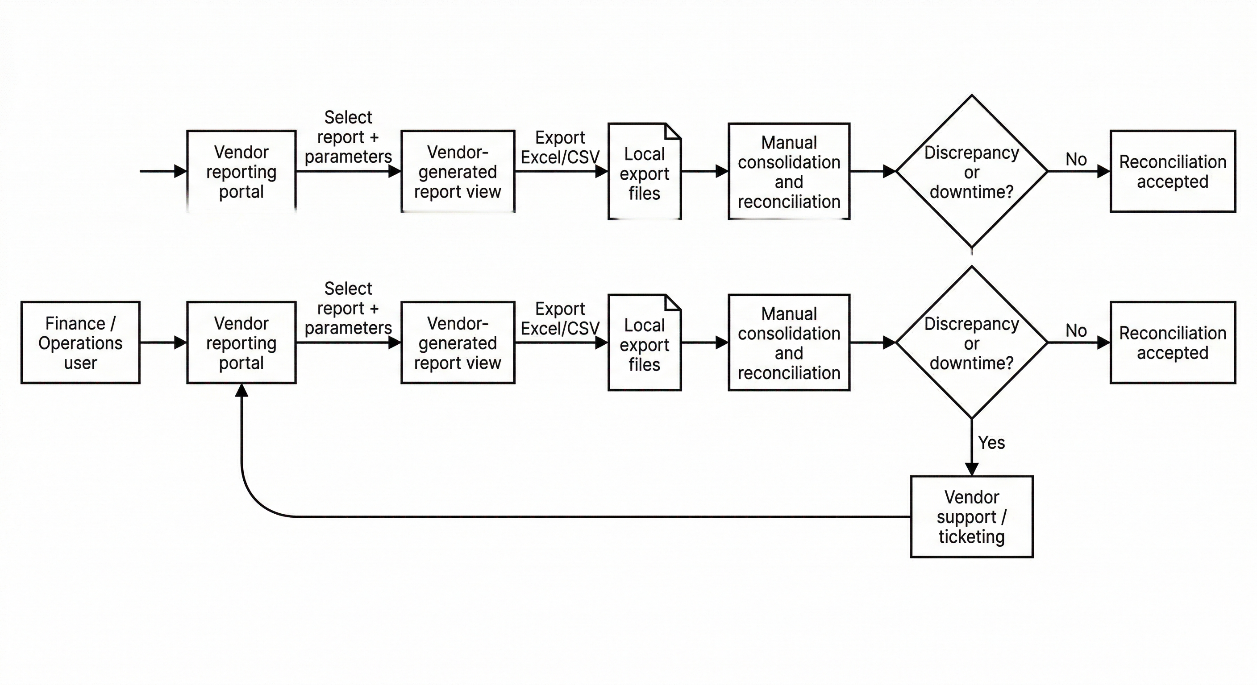 Select
report +
parameters
Vendor
reporting
portal
Vendor-
generated
report view
Export
Excel/CSV
Local
export
files
Manual
consolidation
and
reconciliation
Discrepancy
or
downtime?
No
Reconciliation
accepted
Finance /
Operations
user
Vendor
reporting
portal
Select
report +
parameters
Vendor-
generated
report view
Export
Excel/CSV
Local
export
files
Manual
consolidation
and
reconciliation
Discrepancy
or
downtime?
No
Reconciliation
accepted
Yes
Vendor
support /
ticketing